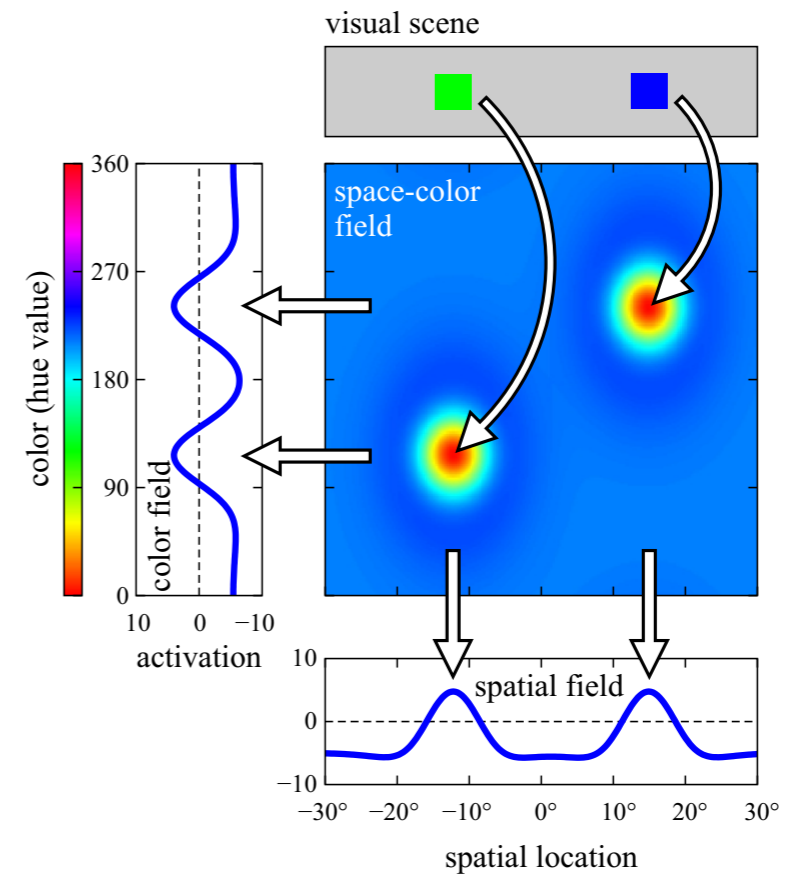 visual scene
space-color
field
360
270
180
90
0
color (hue value)
color field
10 0 −10
activation
spatial field
10
0
−10
−30° −20° −10° 0° 10° 20° 30°
spatial location